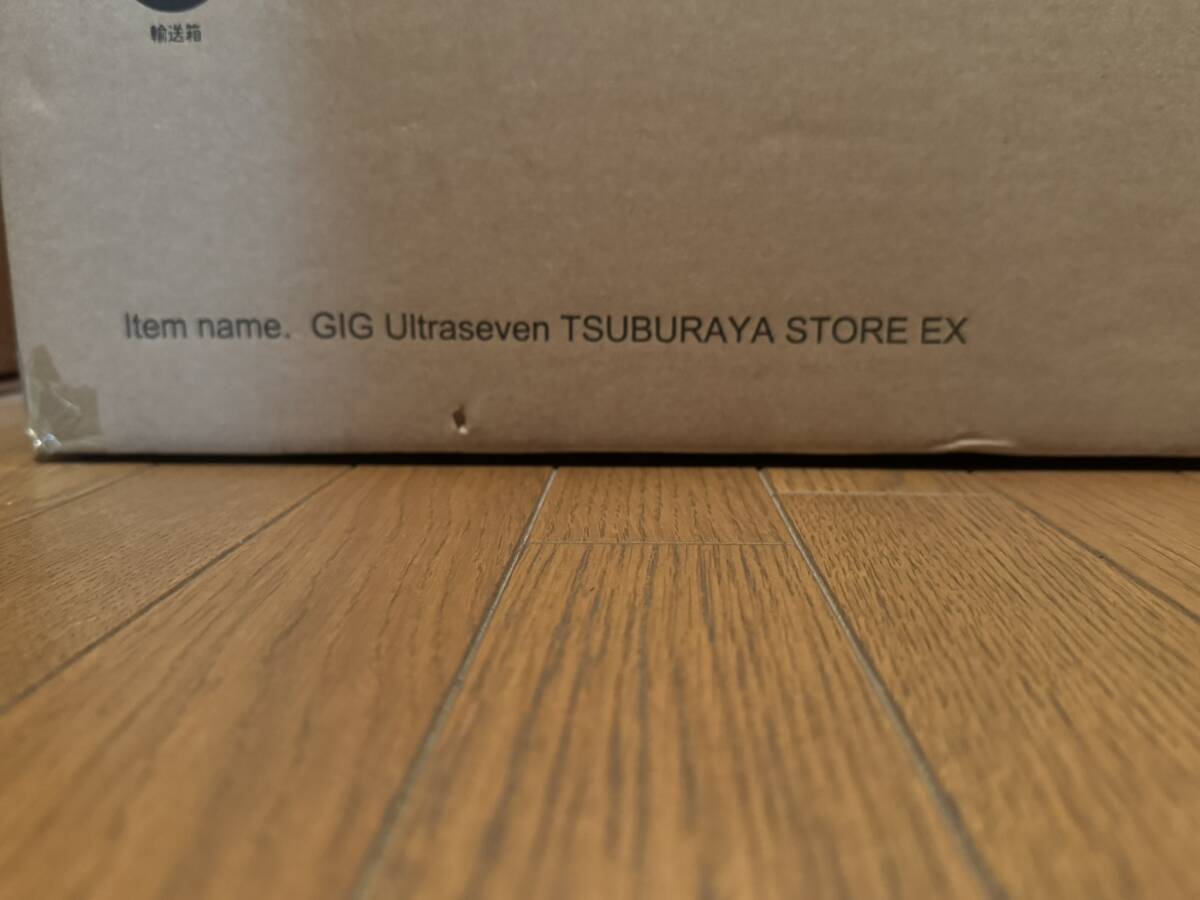 輸送箱
Item name. GIG Ultraseven TSUBURAYA STORE EX